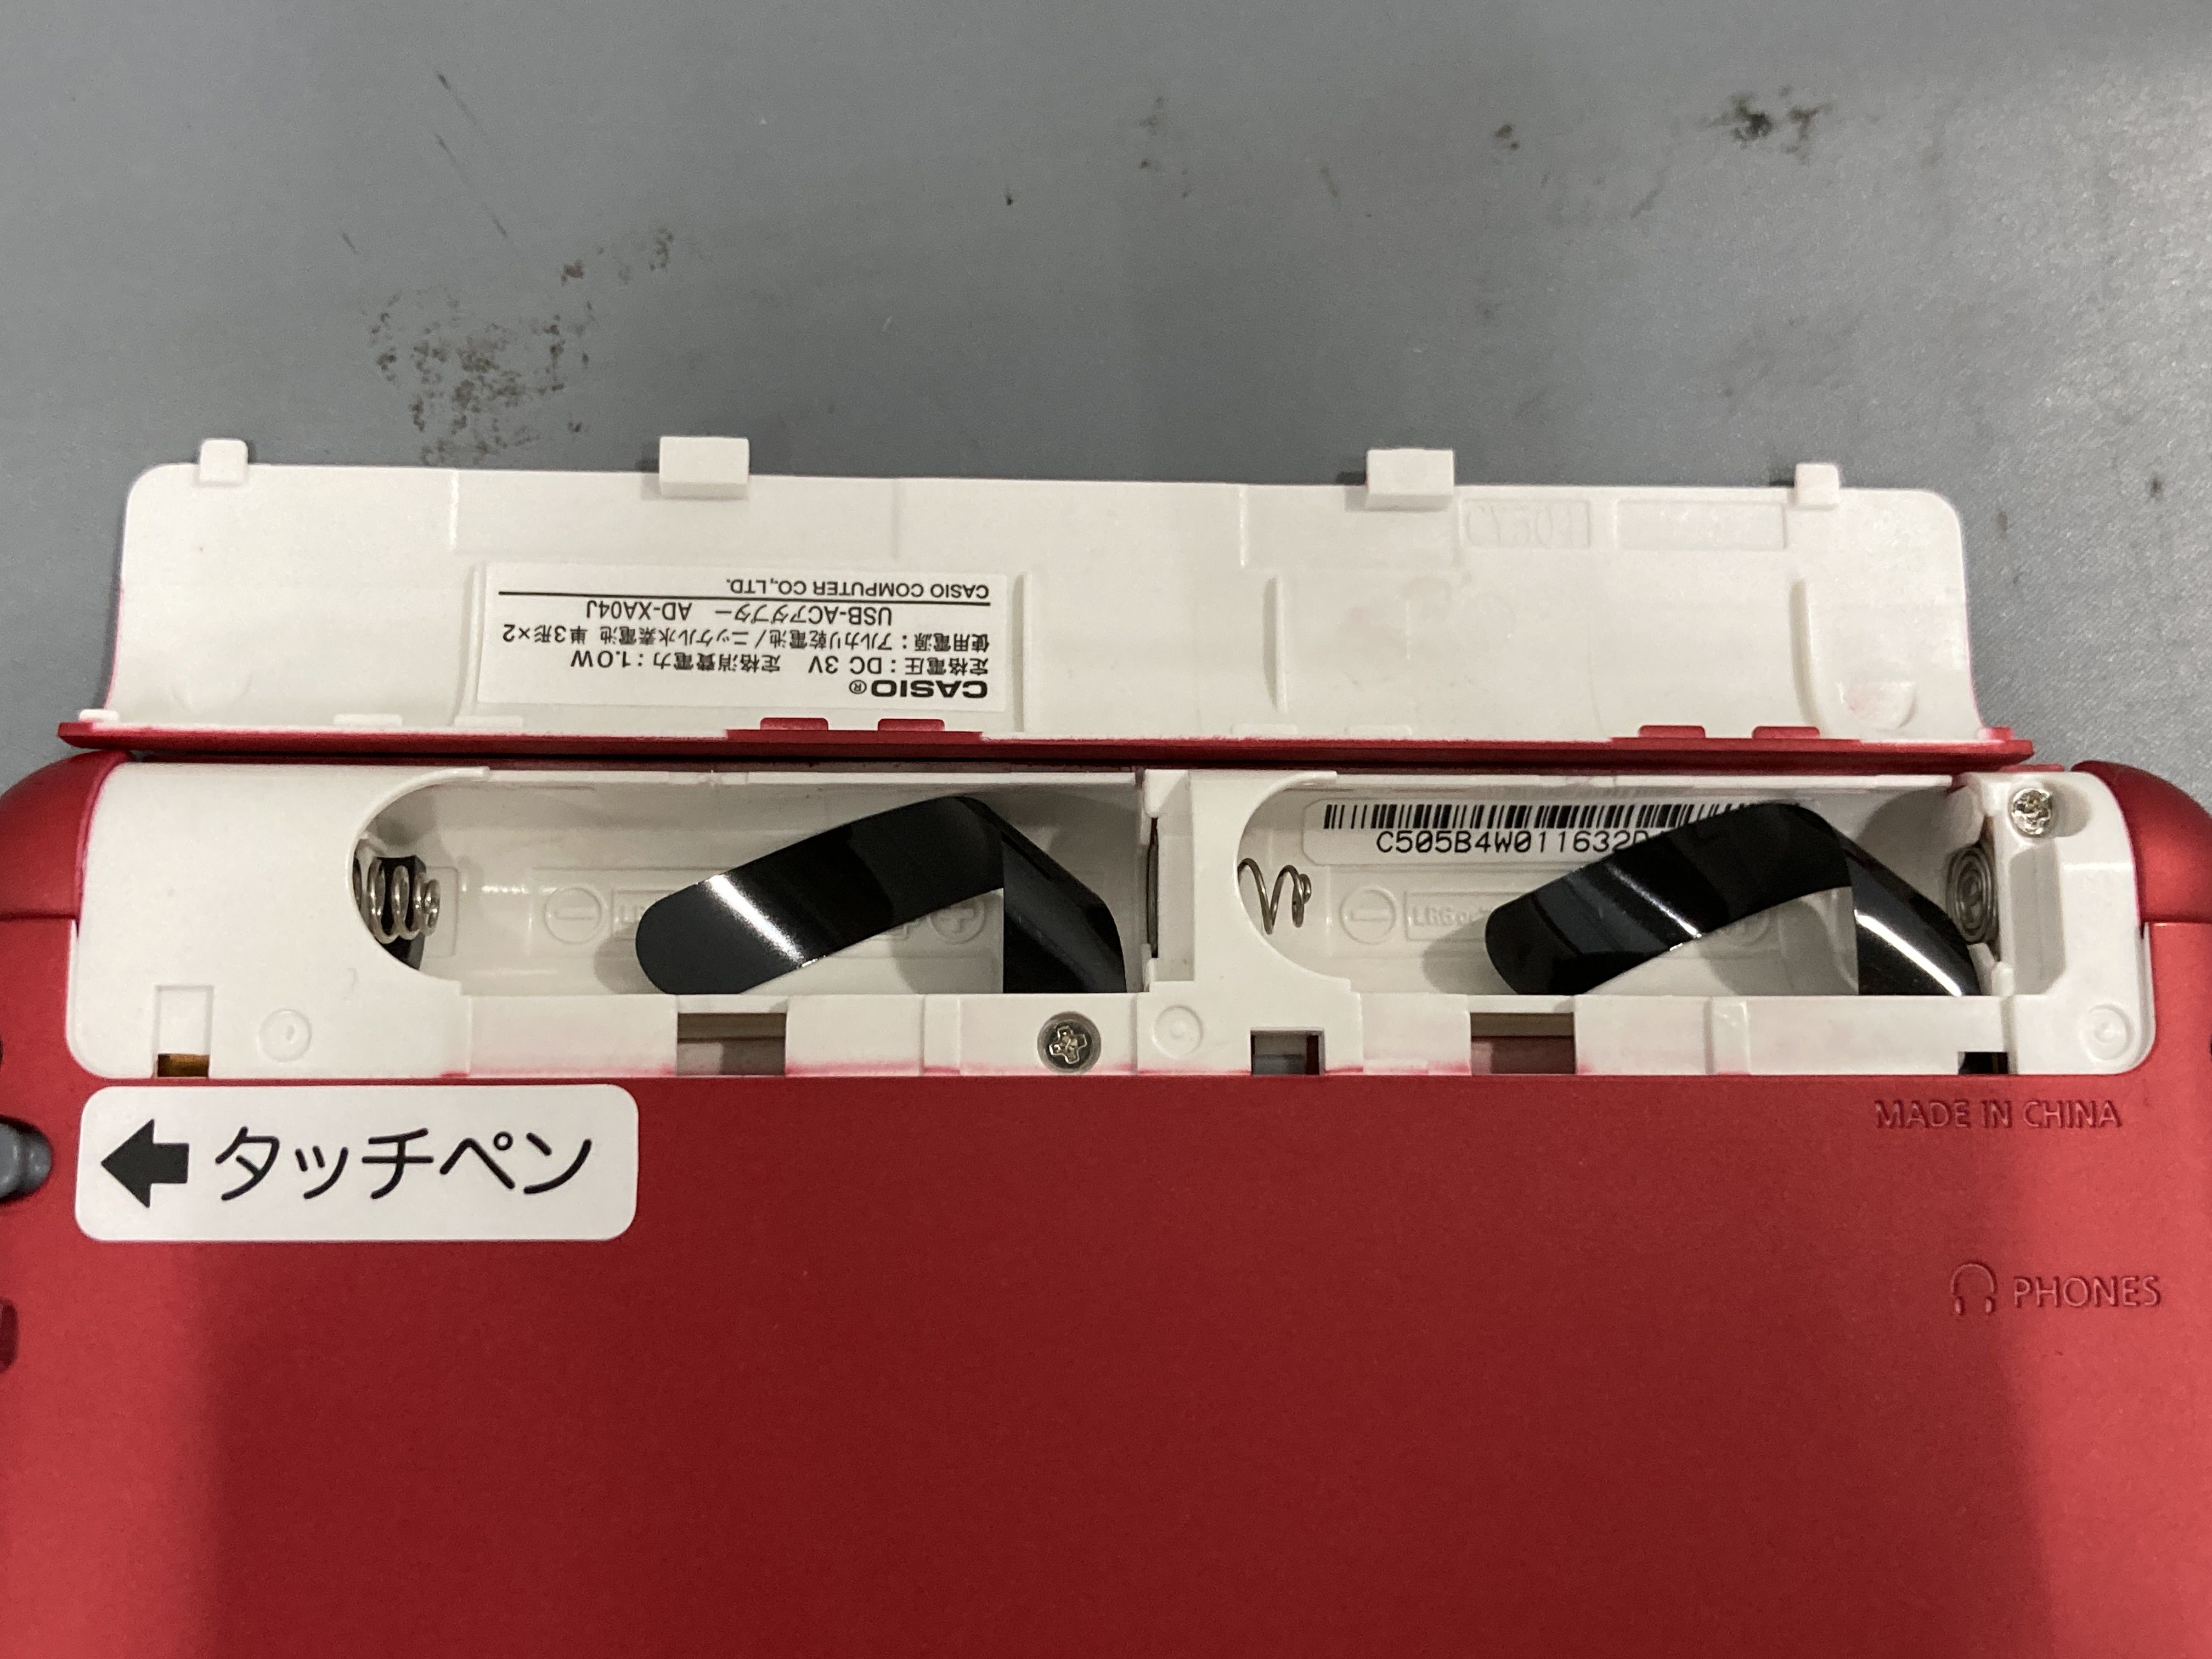 CASIO®
定格電圧：DC 3V　定格消費電力：1.0W
使用電源：アルカリ乾電池/ニッケル水素電池 単3形×2
USB-ACアダプター　AD-XA04J
CASIO COMPUTER CO.,LTD.
C505B4W011632
LR6
タッチペン
MADE IN CHINA
PHONES